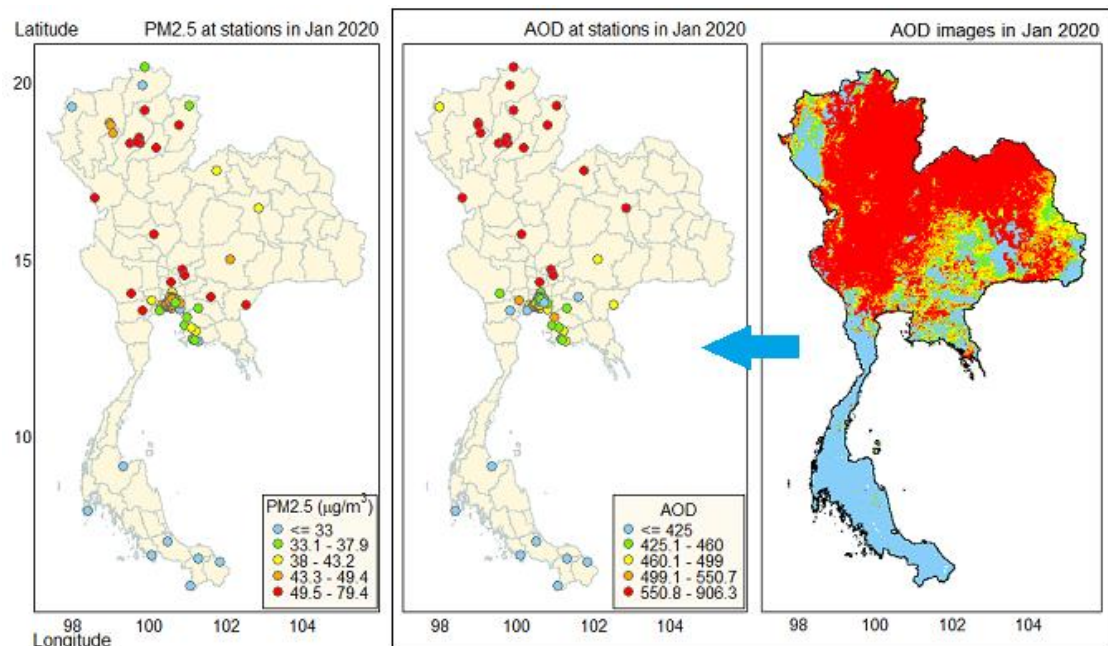 Latitude
PM2.5 at stations in Jan 2020
AOD at stations in Jan 2020
AOD images in Jan 2020
20
15
10
PM2.5 (μg/m³)
<= 33
33.1 - 37.9
38 - 43.2
43.3 - 49.4
49.5 - 79.4
AOD
<= 425
425.1 - 460
460.1 - 499
499.1 - 550.7
550.8 - 906.3
98 100 102 104
98 100 102 104
98 100 102 104
Longitude